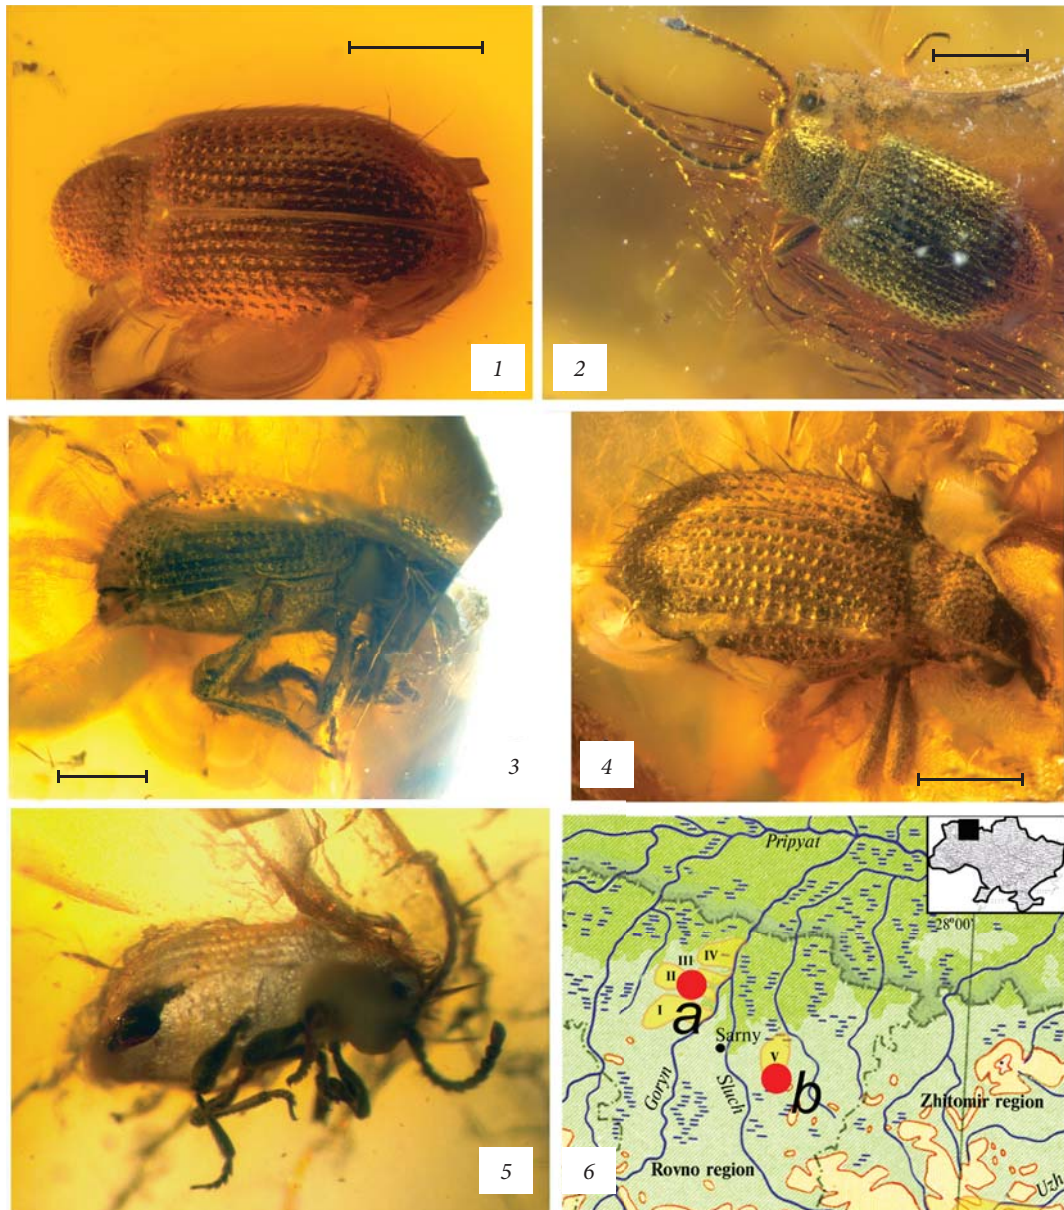 1
2
3
4
5
6
Pripyat
28°00'
III
IV
II
I
a
Sarny
V
b
Goryn
Sluch
Zhitomir region
Rovno region
Uzh